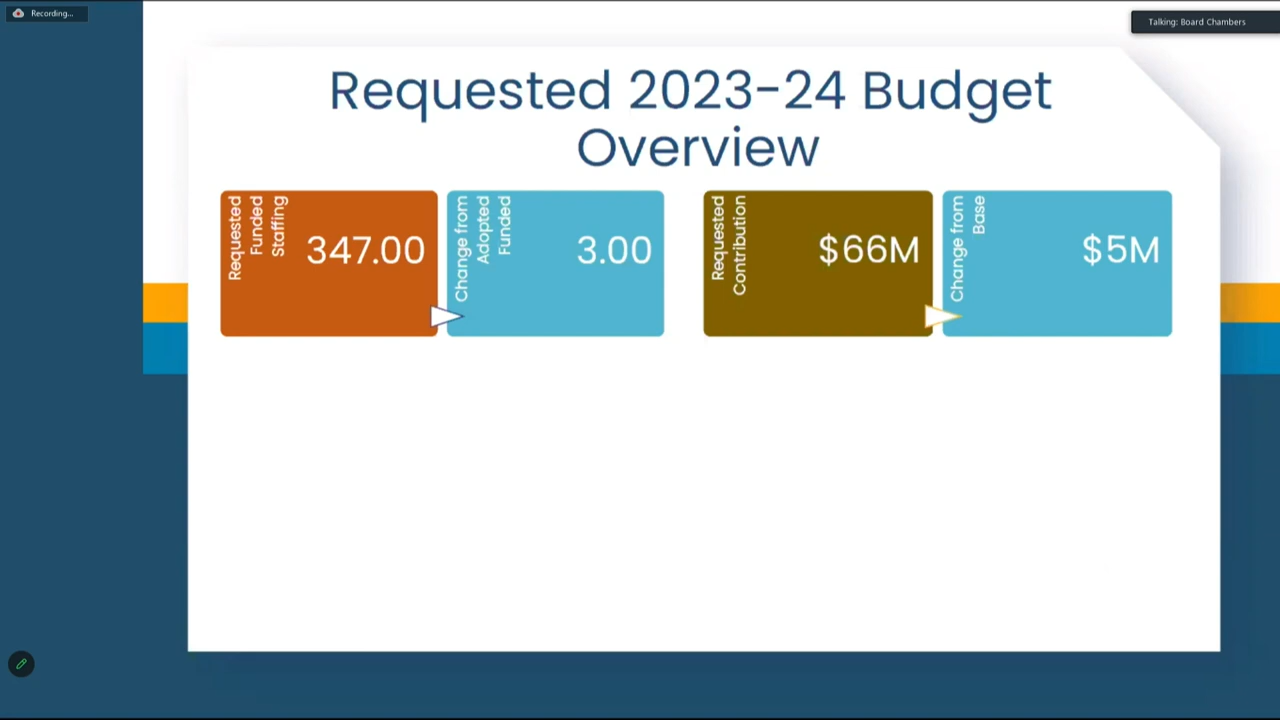 Recording...
Talking: Board Chambers
Requested 2023-24 Budget
Overview
Requested
Funded
Staffing
347.00
Change from
Adopted
Funded
3.00
Requested
Contribution
$66M
Change from
Base
$5M